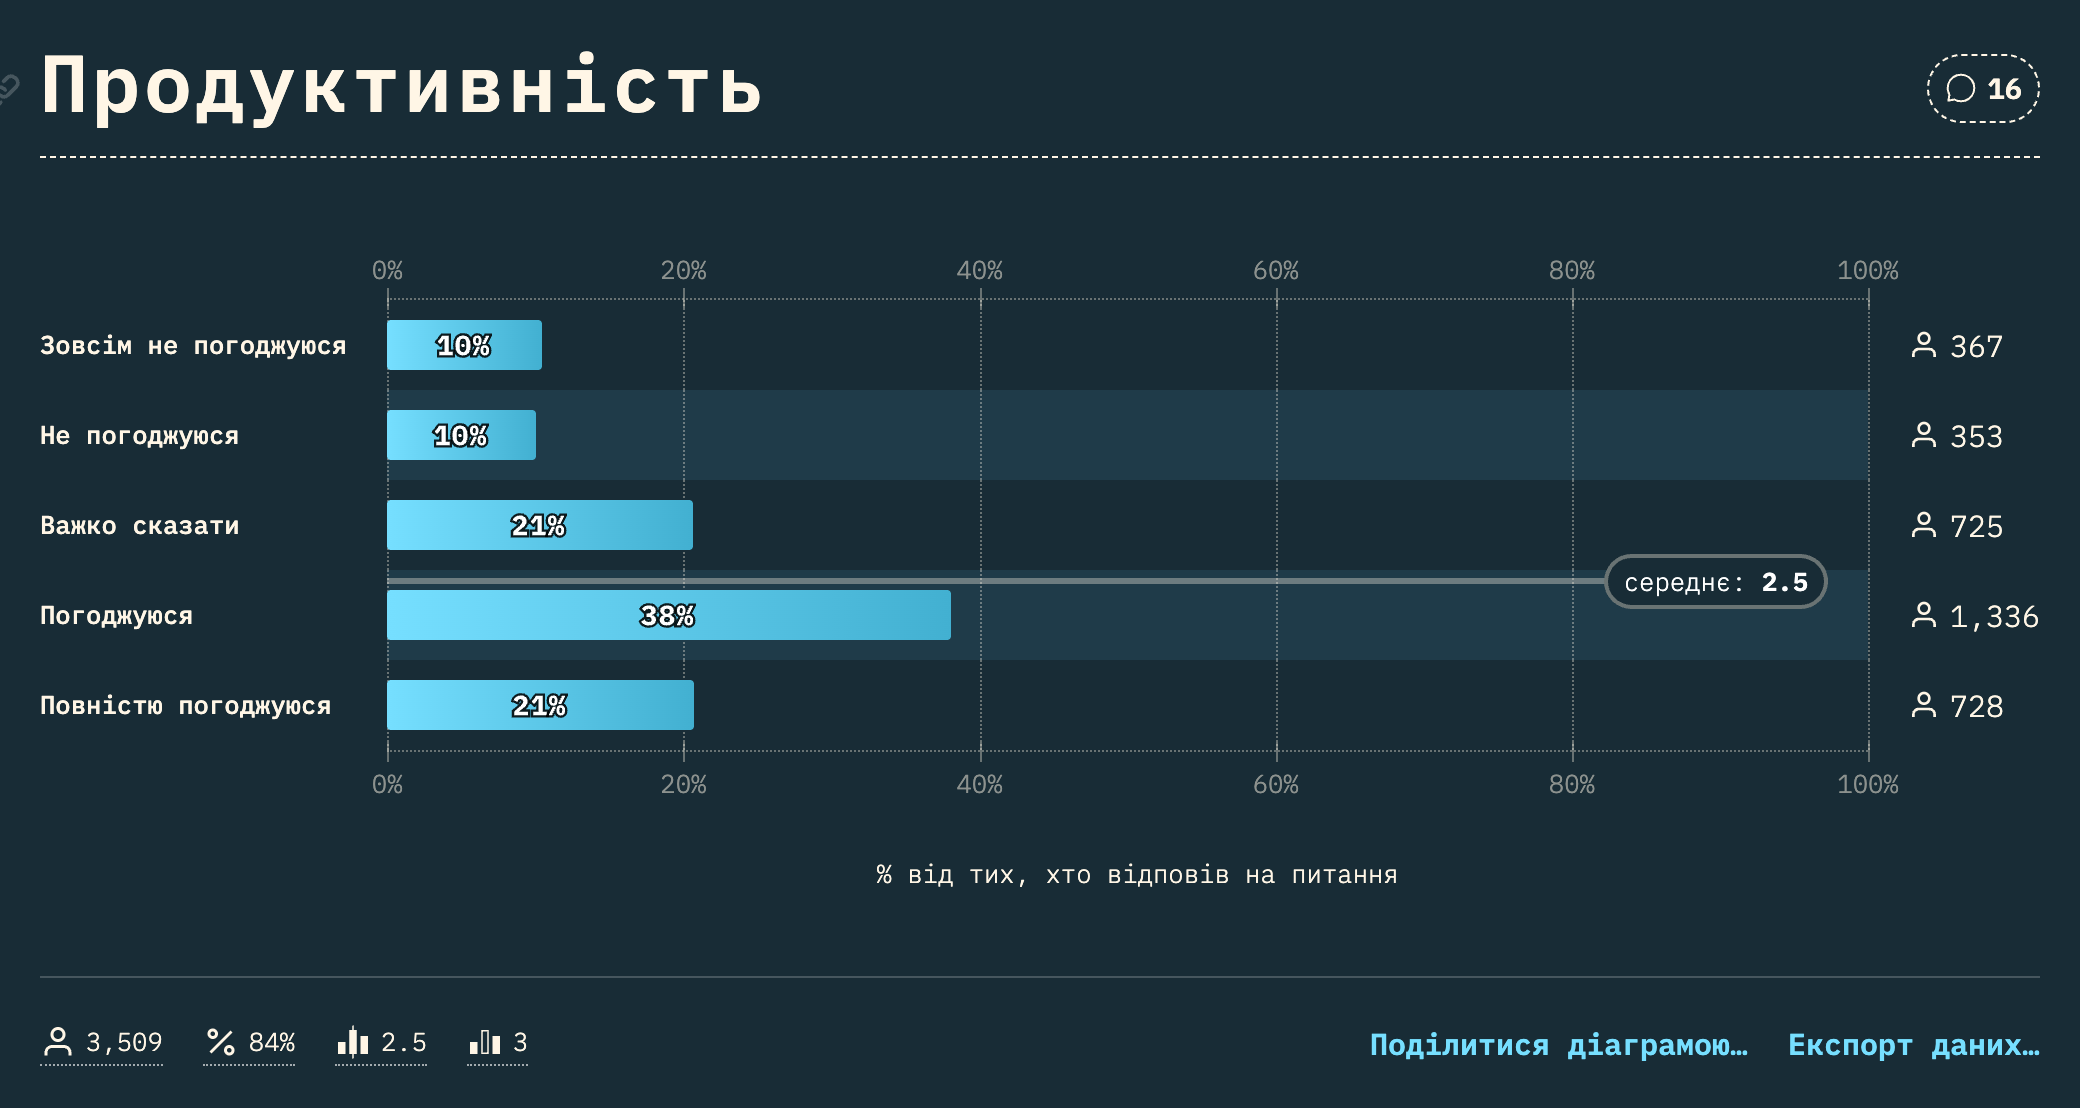 Продуктивність
16
0% 20% 40% 60% 80% 100%
Зовсім не погоджуюся 10% 367
Не погоджуюся 10% 353
Важко сказати 21% 725
середнє: 2.5
Погоджуюся 38% 1,336
Повністю погоджуюся 21% 728
0% 20% 40% 60% 80% 100%
% від тих, хто відповів на питання
3,509 84% 2.5 3 Поділитися діаграмою… Експорт даних…